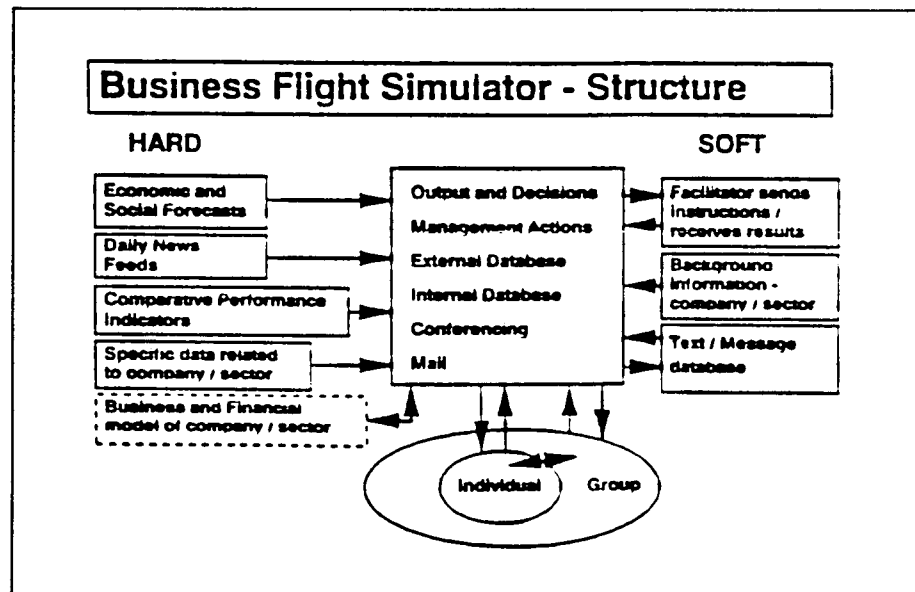 Business Flight Simulator - Structure
HARD
SOFT
Economic and
Social Forecasts
Daily News
Feeds
Comparative Performance
Indicators
Specific data related
to company / sector
Business and Financial
model of company / sector
Output and Decisions
Management Actions
External Database
Internal Database
Conferencing
Mail
Facilitator sends
instructions /
receives results
Background
information -
company / sector
Text / Message
database
Individual
Group